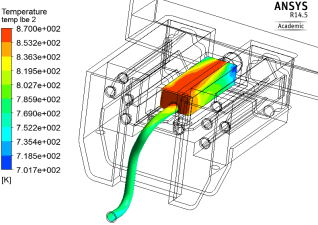 Temperature
temp lbe 2
8.700e+002
8.532e+002
8.363e+002
8.195e+002
8.027e+002
7.859e+002
7.690e+002
7.522e+002
7.354e+002
7.185e+002
7.017e+002
[K]
ANSYS
R14.5
Academic